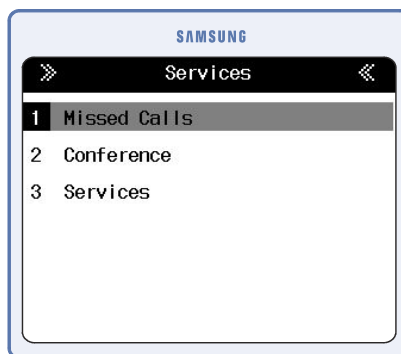 SAMSUNG
» Services «
1 Missed Calls
2 Conference
3 Services